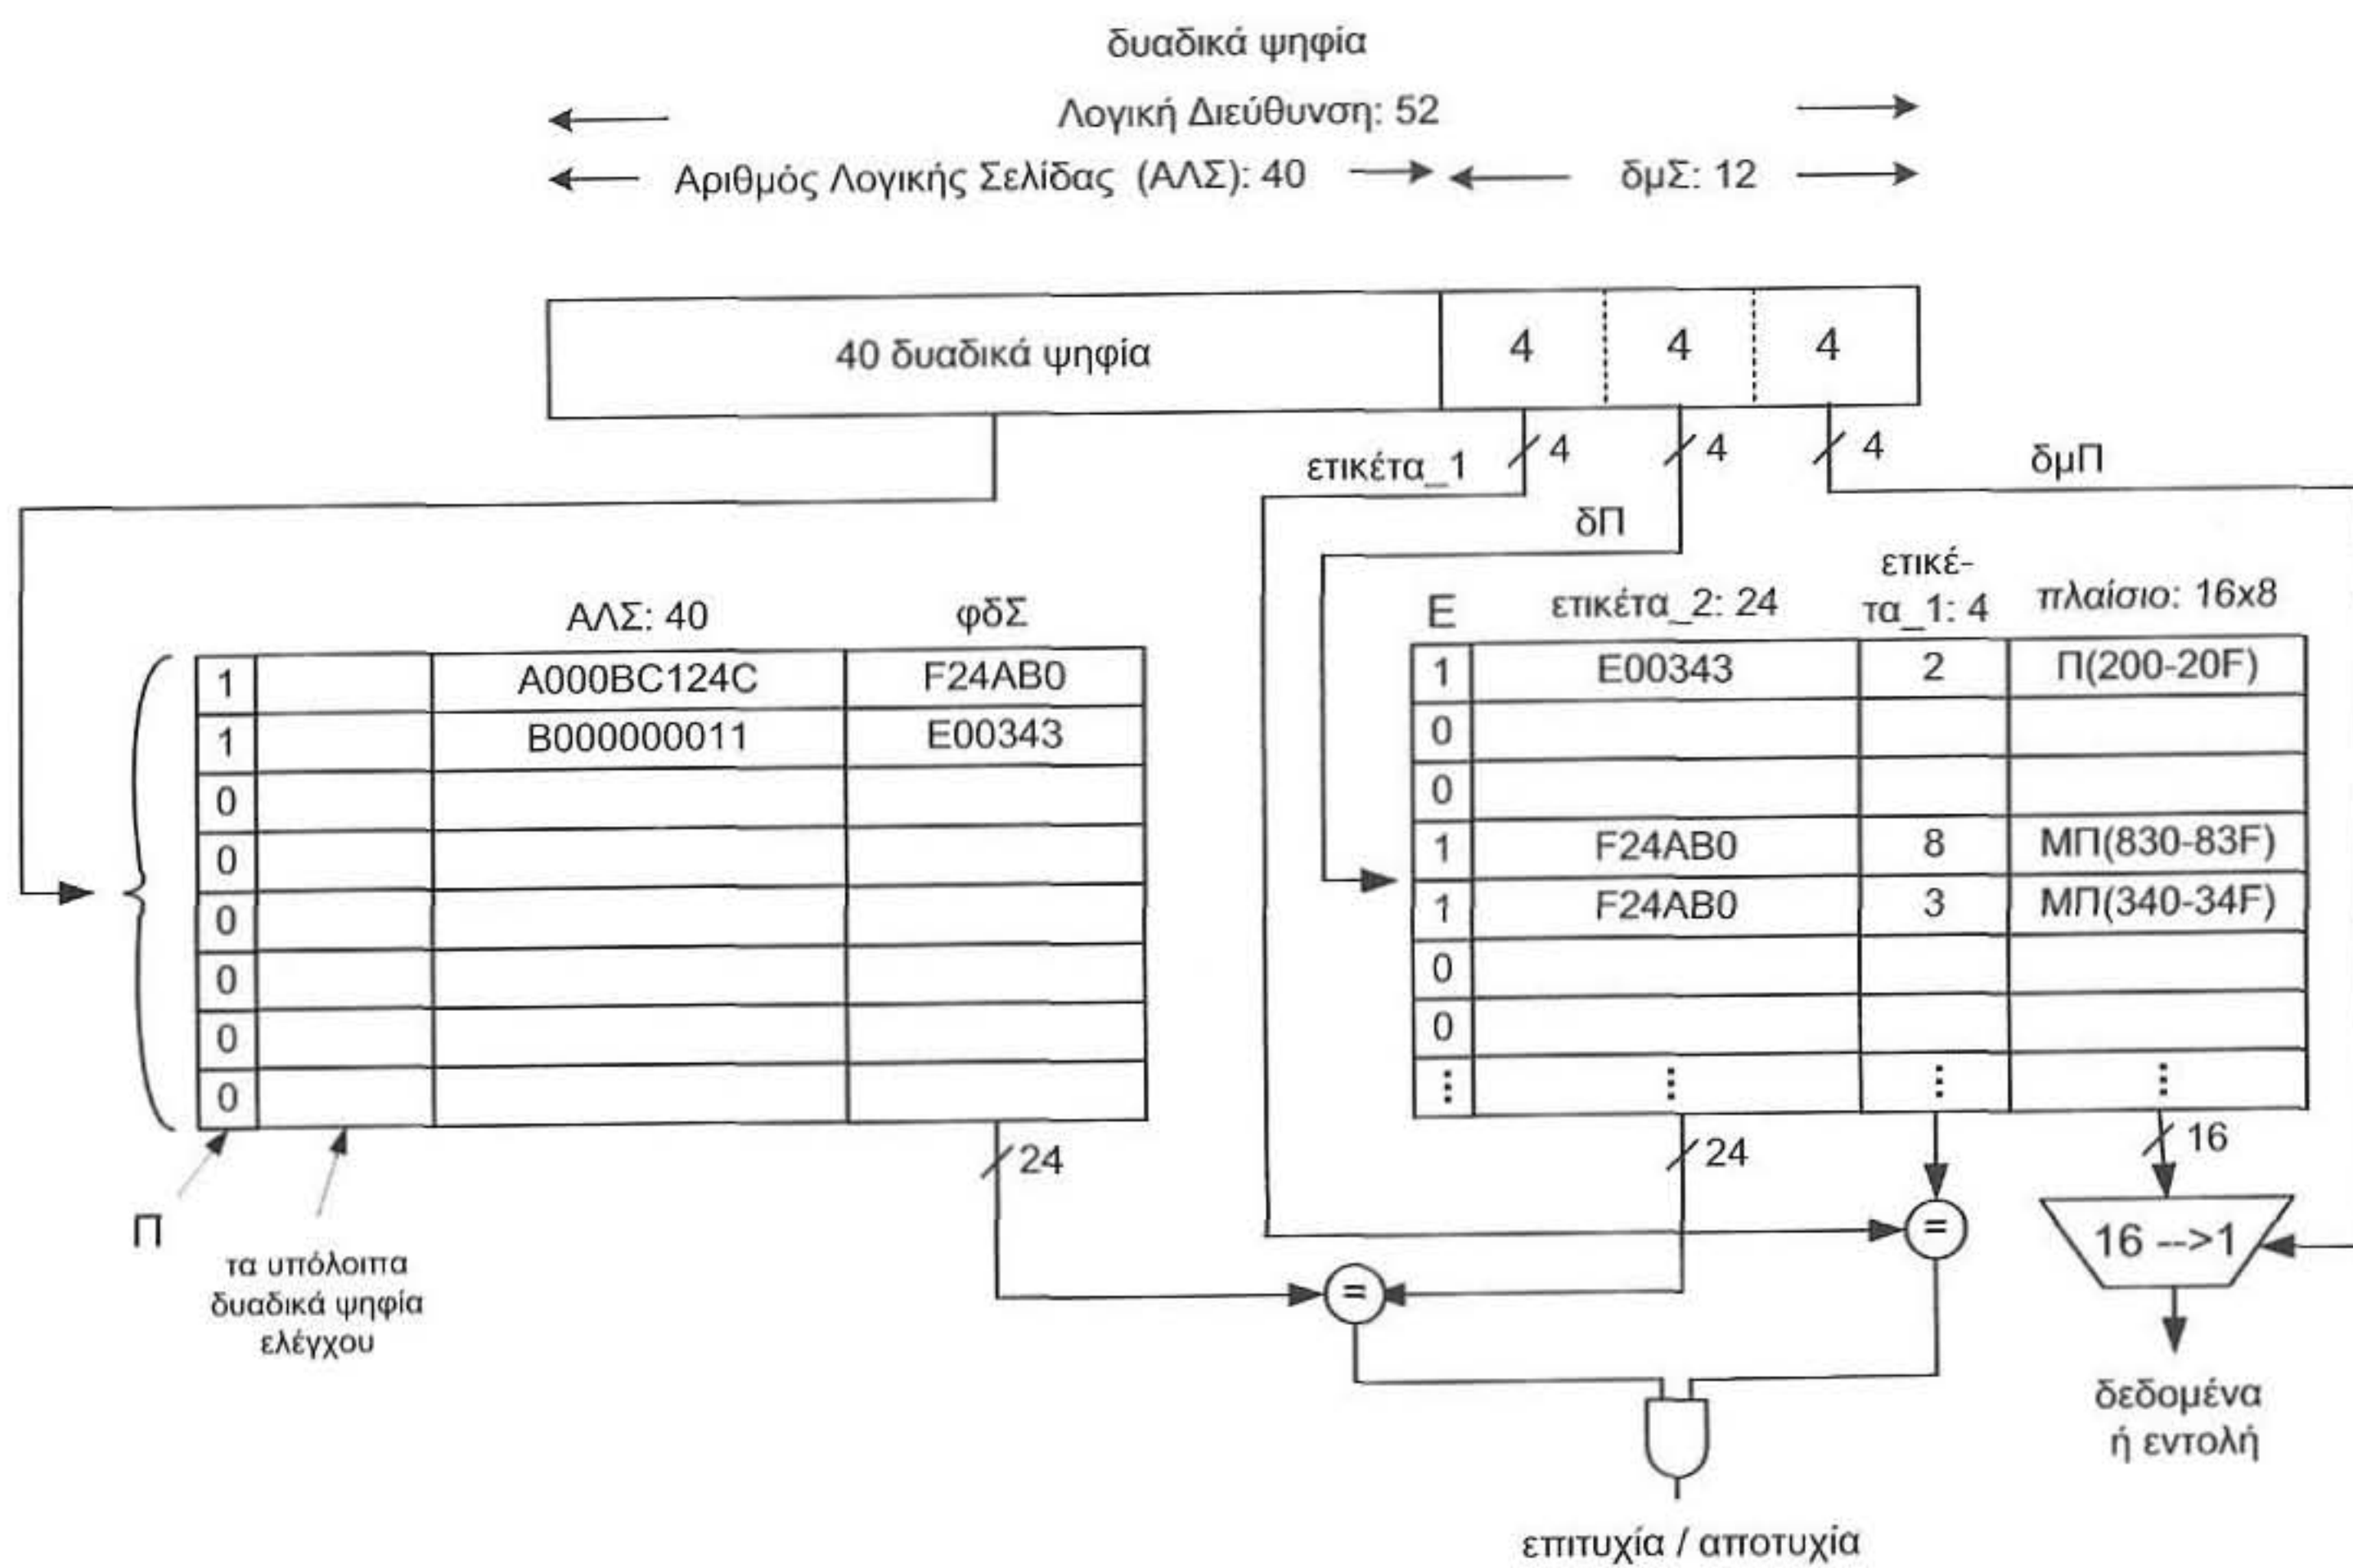 δυαδικά ψηφία
Λογική Διεύθυνση: 52
Αριθμός Λογικής Σελίδας (ΑΛΣ): 40 δμΣ: 12
40 δυαδικά ψηφία 4 4 4
ετικέτα_1 4 4 4 δμΠ
δΠ
ΑΛΣ: 40 φδΣ
1 A000BC124C F24AB0
1 B000000011 E00343
0
0
0
0
0
0
24
Π
τα υπόλοιπα
δυαδικά ψηφία
ελέγχου
Ε ετικέτα_2: 24 ετικέ-
τα_1: 4 πλαίσιο: 16x8
1 E00343 2 Π(200-20F)
0
0
1 F24AB0 8 ΜΠ(830-83F)
1 F24AB0 3 ΜΠ(340-34F)
0
0
⋮ ⋮ ⋮ ⋮
24 16
=
=
16 -->1
δεδομένα
ή εντολή
επιτυχία / αποτυχία